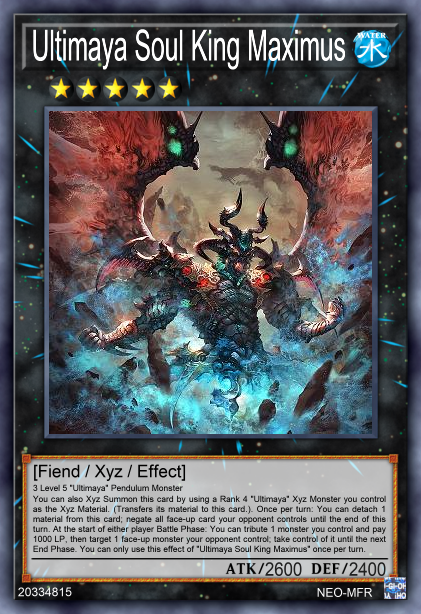 Ultimaya Soul King Maximus
WATER
水
[Fiend / Xyz / Effect]
3 Level 5 "Ultimaya" Pendulum Monster
You can also Xyz Summon this card by using a Rank 4 "Ultimaya" Xyz Monster you control
as the Xyz Material. (Transfers its material to this card.). Once per turn: You can detach 1
material from this card; negate all face-up card your opponent controls until the end of this
turn. At the start of either player Battle Phase: You can tribute 1 monster you control and pay
1000 LP, then target 1 face-up monster your opponent control; take control of it until the next
End Phase. You can only use this effect of "Ultimaya Soul King Maximus" once per turn.
ATK/2600 DEF/2400
20334815
NEO-MFR